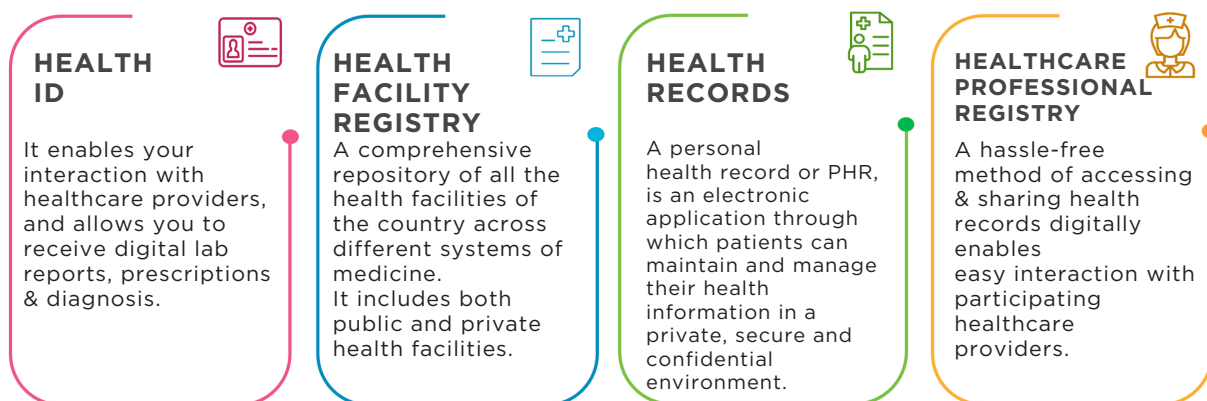 HEALTH
ID
It enables your
interaction with
healthcare providers,
and allows you to
receive digital lab
reports, prescriptions
& diagnosis.
HEALTH
FACILITY
REGISTRY
A comprehensive
repository of all the
health facilities of
the country across
different systems of
medicine.
It includes both
public and private
health facilities.
HEALTH
RECORDS
A personal
health record or PHR,
is an electronic
application through
which patients can
maintain and manage
their health
information in a
private, secure and
confidential
environment.
HEALTHCARE
PROFESSIONAL
REGISTRY
A hassle-free
method of accessing
& sharing health
records digitally
enables
easy interaction with
participating
healthcare
providers.